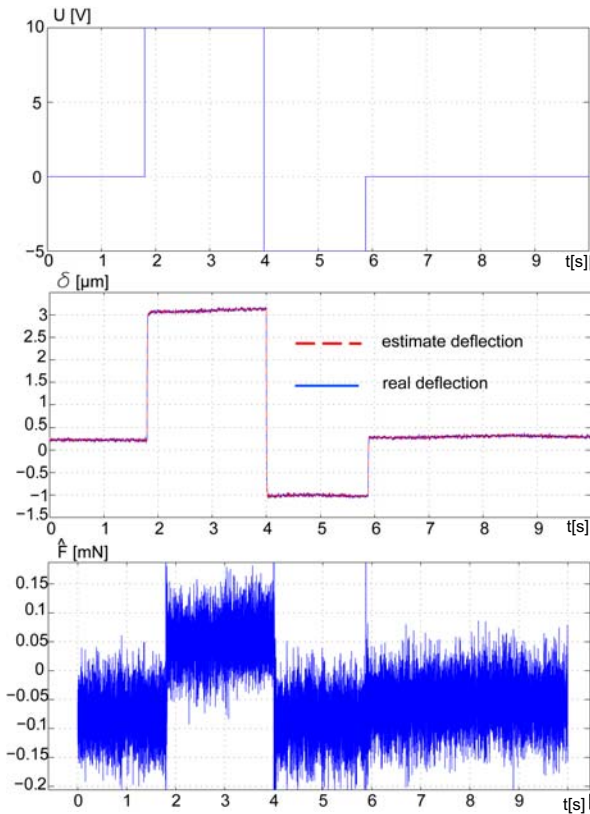 U [V]
10
5
0
−5
0 1 2 3 4 5 6 7 8 9 t[s]
δ [µm]
3
2.5
2
1.5
1
0.5
0
−0.5
−1
−1.5
estimate deflection
real deflection
0 1 2 3 4 5 6 7 8 9 t[s]
F̂ [mN]
0.15
0.1
0.05
0
−0.05
−0.1
−0.15
−0.2
0 1 2 3 4 5 6 7 8 9 t[s]